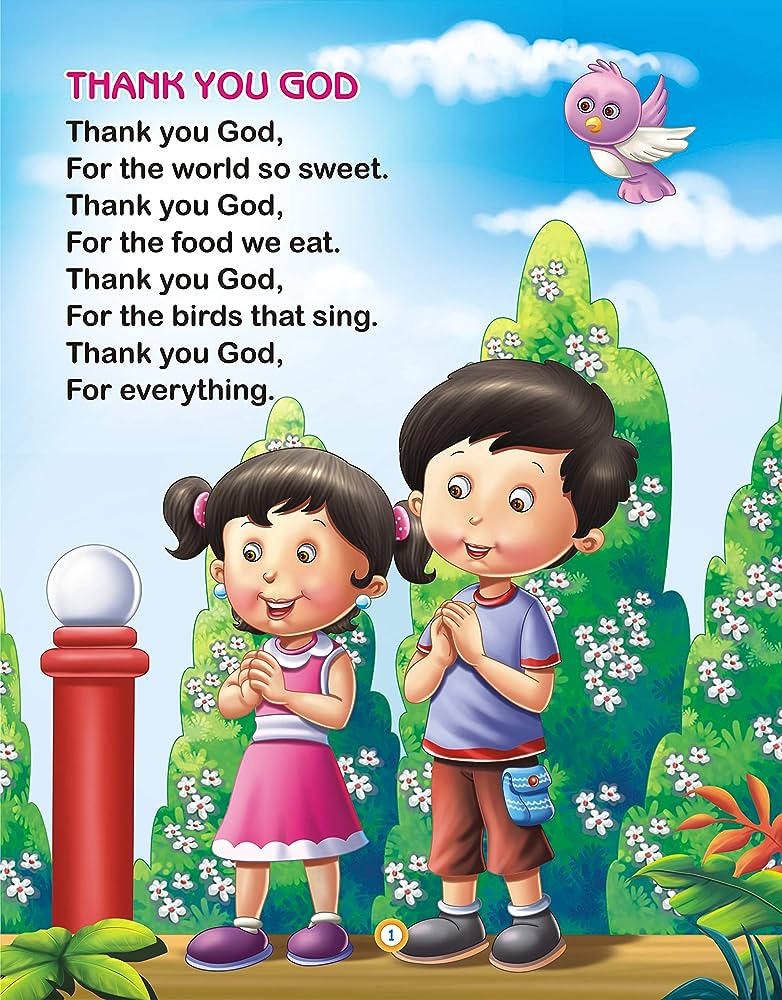 THANK YOU GOD
Thank you God,
For the world so sweet.
Thank you God,
For the food we eat.
Thank you God,
For the birds that sing.
Thank you God,
For everything.
1